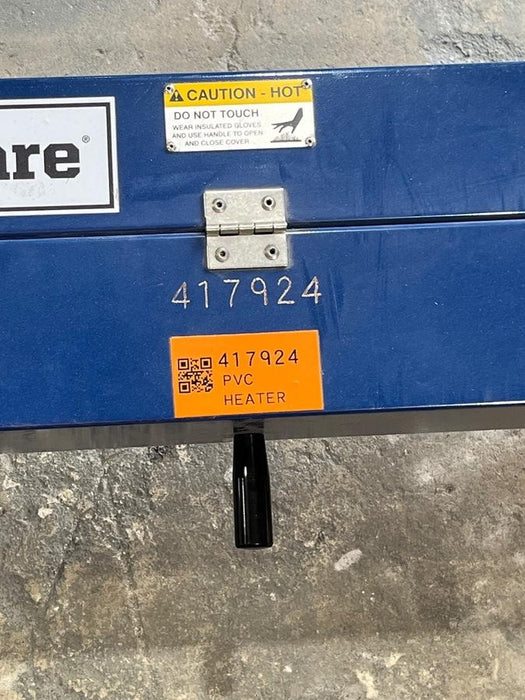 are®
CAUTION - HOT
DO NOT TOUCH
WEAR INSULATED GLOVES
AND USE HANDLE TO OPEN
AND CLOSE COVER
417924
417924
PVC
HEATER